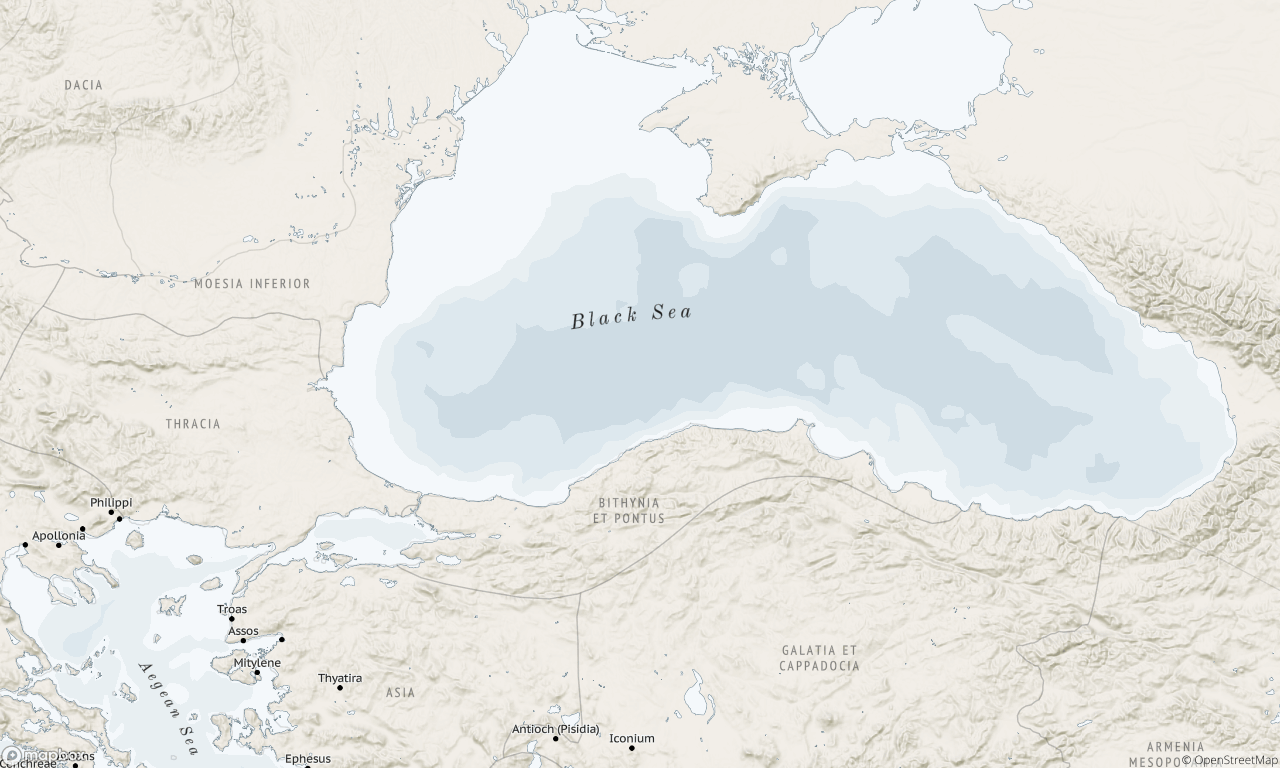 DACIA
MOESIA INFERIOR
Black Sea
THRACIA
Philippi
Apollonia
BITHYNIA
ET PONTUS
Troas
Assos
Mitylene
Thyatira
ASIA
Aegean Sea
GALATIA ET
CAPPADOCIA
Antioch (Pisidia)
Iconium
Ephesus
Cenchreae
mapbox
ARMENIA
© OpenStreetMap